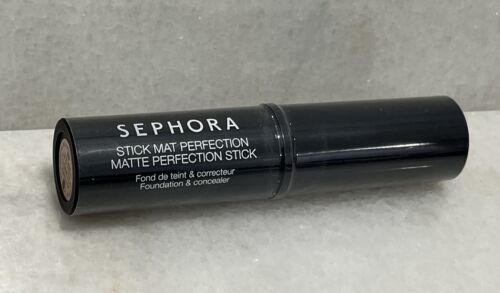 SEPHORA
STICK MAT PERFECTION
MATTE PERFECTION STICK
Fond de teint & correcteur
Foundation & concealer